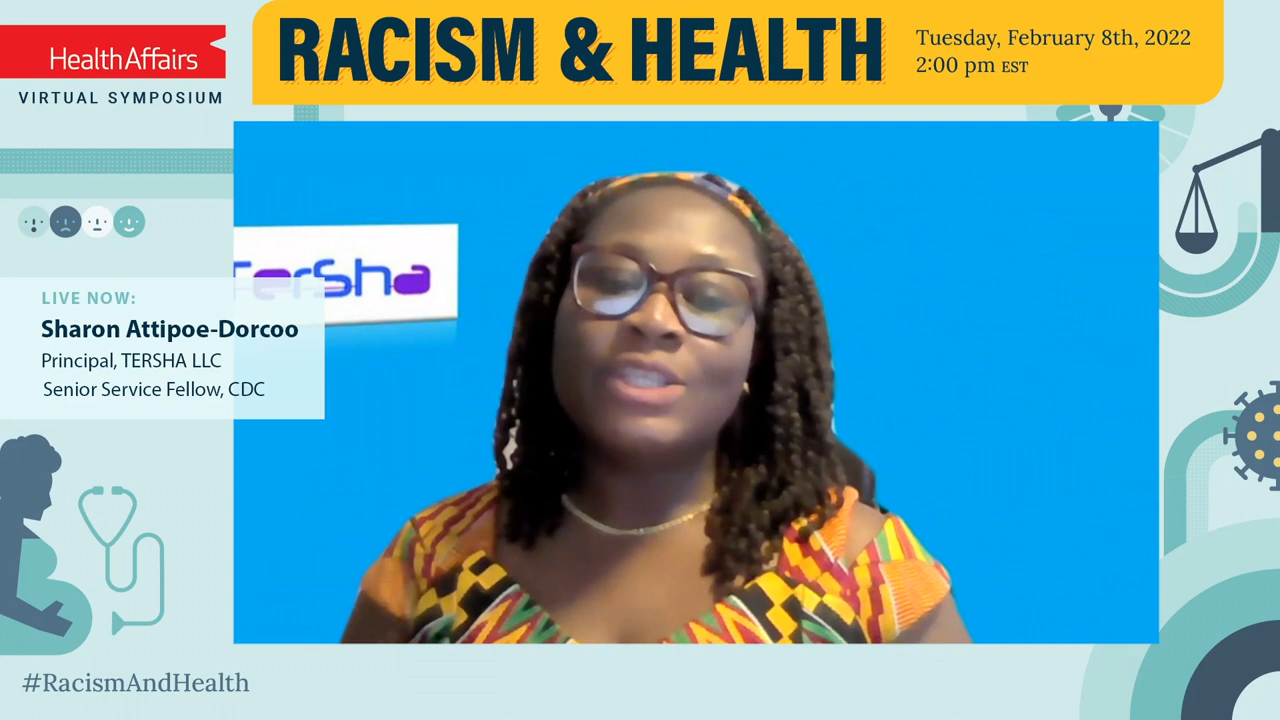 HealthAffairs
VIRTUAL SYMPOSIUM
RACISM & HEALTH
Tuesday, February 8th, 2022
2:00 pm EST
TerSha
LIVE NOW:
Sharon Attipoe-Dorcoo
Principal, TERSHA LLC
Senior Service Fellow, CDC
#RacismAndHealth